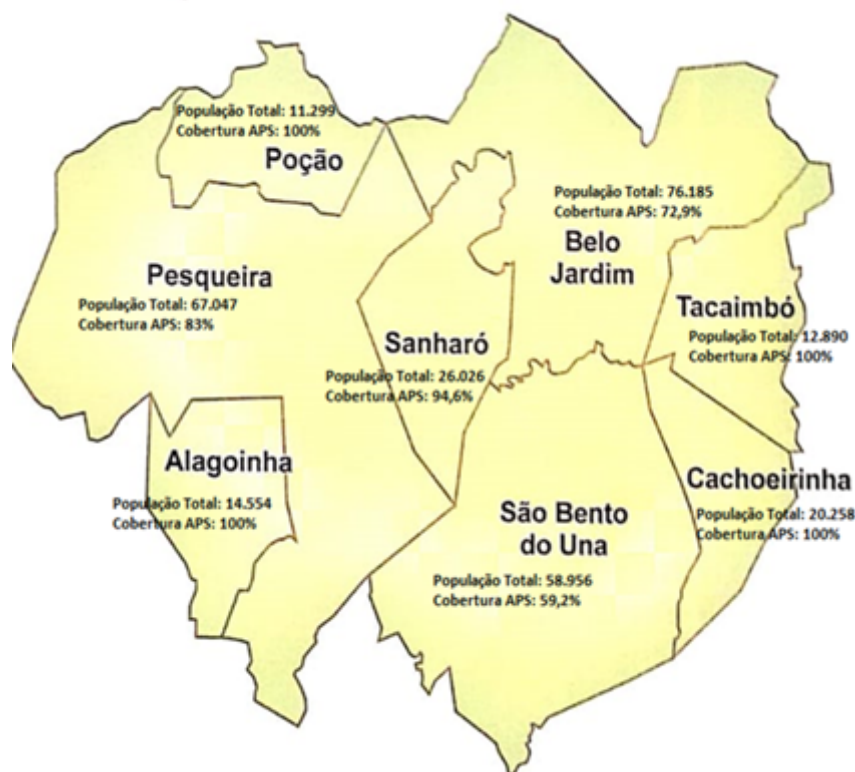 População Total: 11.299
Cobertura APS: 100%
Poção
População Total: 76.185
Cobertura APS: 72,9%
Belo
Jardim
Pesqueira
População Total: 67.047
Cobertura APS: 83%
Tacaimbó
População Total: 12.890
Cobertura APS: 100%
Sanharó
População Total: 26.026
Cobertura APS: 94,6%
Alagoinha
População Total: 14.554
Cobertura APS: 100%
Cachoeirinha
População Total: 20.258
Cobertura APS: 100%
São Bento
do Una
População Total: 58.956
Cobertura APS: 59,2%